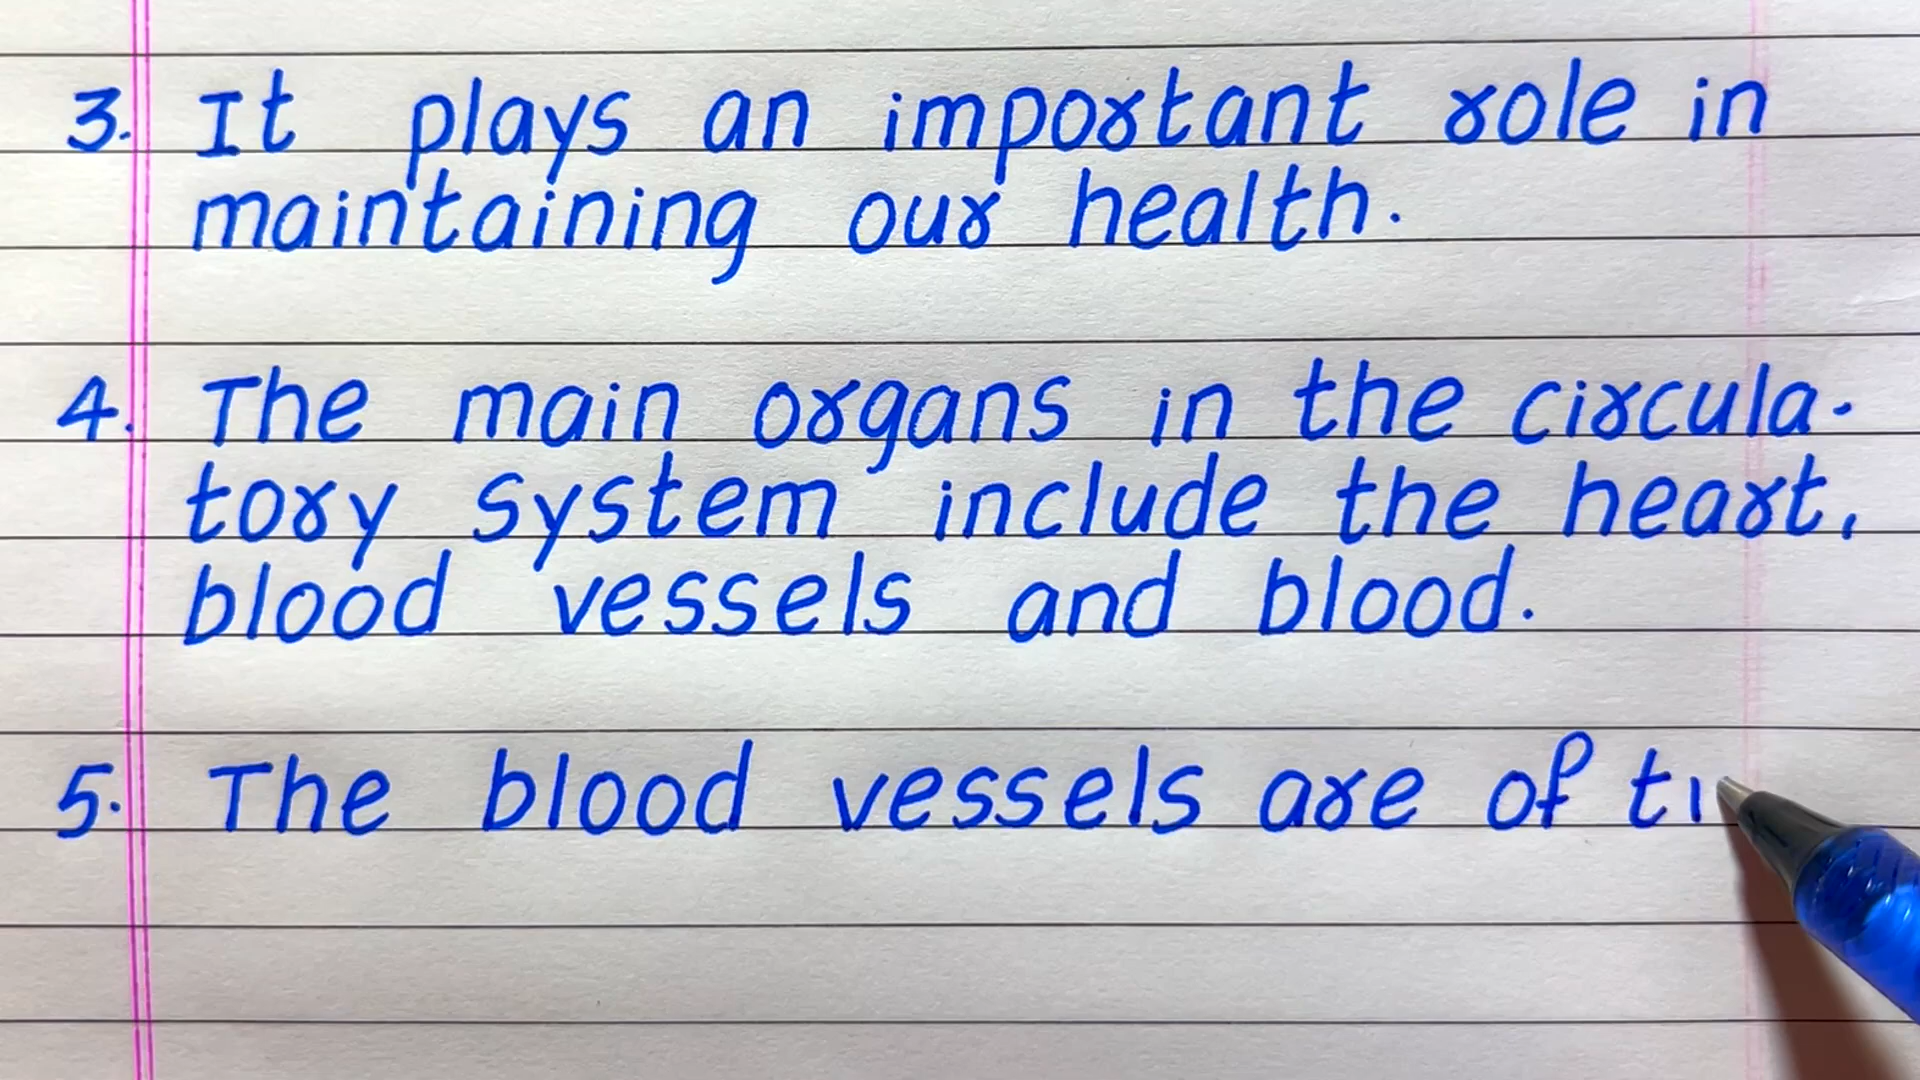 3. It plays an important role in
maintaining our health.
4. The main organs in the circula-
tory system include the heart,
blood vessels and blood.
5. The blood vessels are of